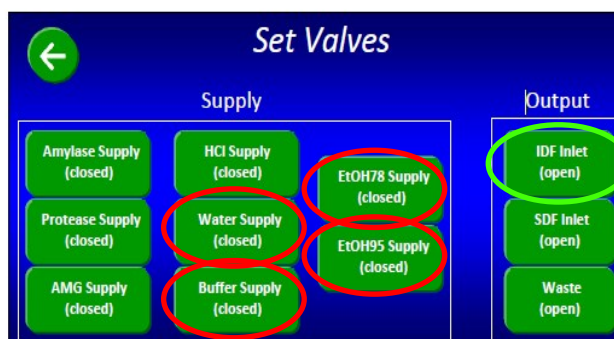 Set Valves
Supply
Output
Amylase Supply
(closed)
HCl Supply
(closed)
EtOH78 Supply
(closed)
IDF Inlet
(open)
Protease Supply
(closed)
Water Supply
(closed)
EtOH95 Supply
(closed)
SDF Inlet
(open)
AMG Supply
(closed)
Buffer Supply
(closed)
Waste
(open)